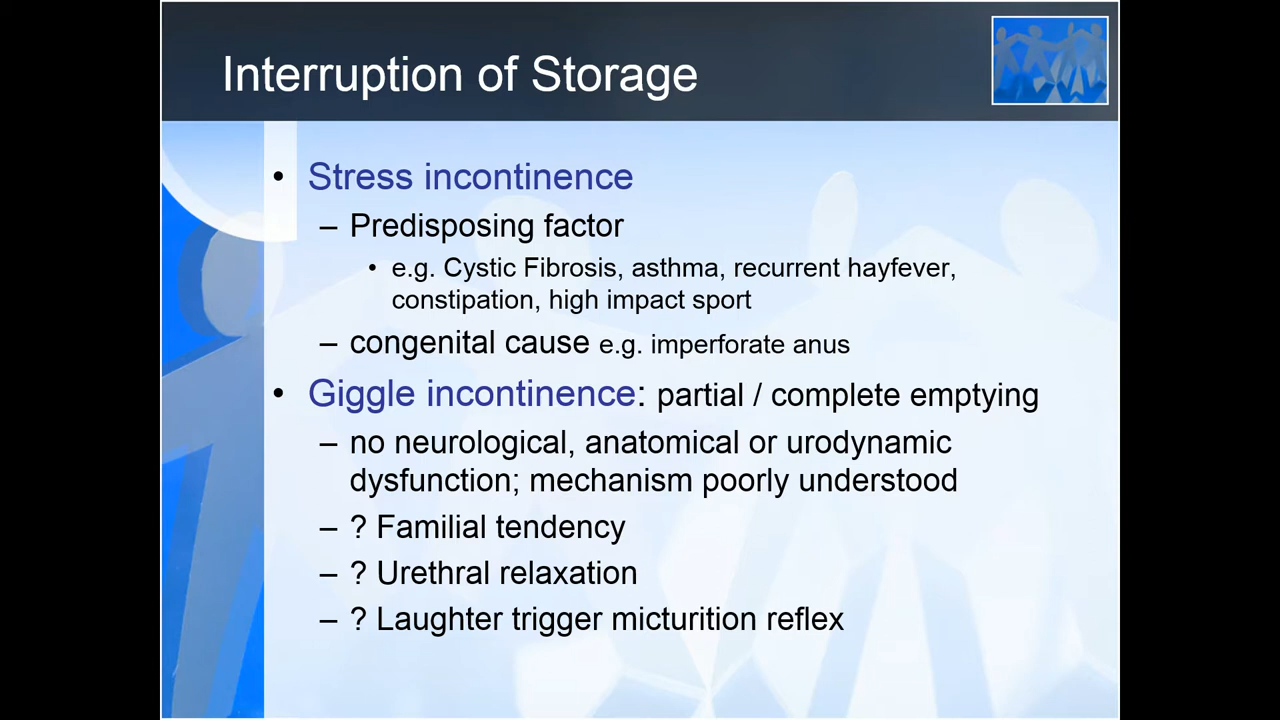 Interruption of Storage
• Stress incontinence
– Predisposing factor
• e.g. Cystic Fibrosis, asthma, recurrent hayfever,
constipation, high impact sport
– congenital cause e.g. imperforate anus
• Giggle incontinence: partial / complete emptying
– no neurological, anatomical or urodynamic
dysfunction; mechanism poorly understood
– ? Familial tendency
– ? Urethral relaxation
– ? Laughter trigger micturition reflex